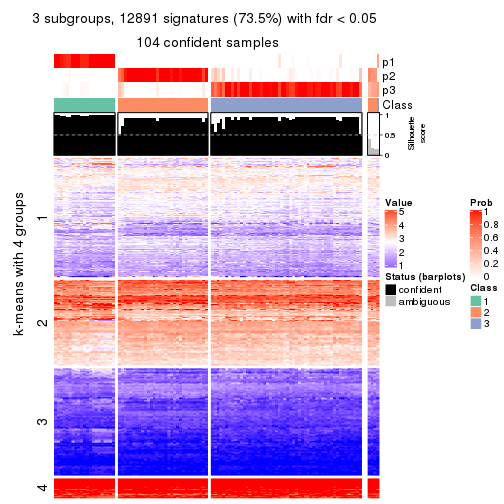 3 subgroups, 12891 signatures (73.5%) with fdr < 0.05
104 confident samples
p1
p2
p3
Class
1
0.5
0
Silhouette score
k-means with 4 groups
1
2
3
4
Value
5
4
3
2
1
Status (barplots)
confident
ambiguous
Prob
1
0.8
0.6
0.4
0.2
0
Class
1
2
3